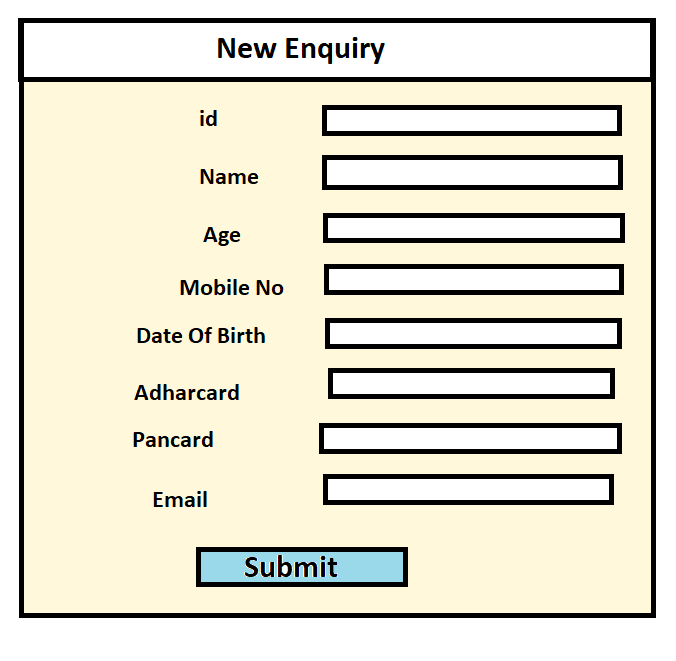 New Enquiry
id
Name
Age
Mobile No
Date Of Birth
Adharcard
Pancard
Email
Submit